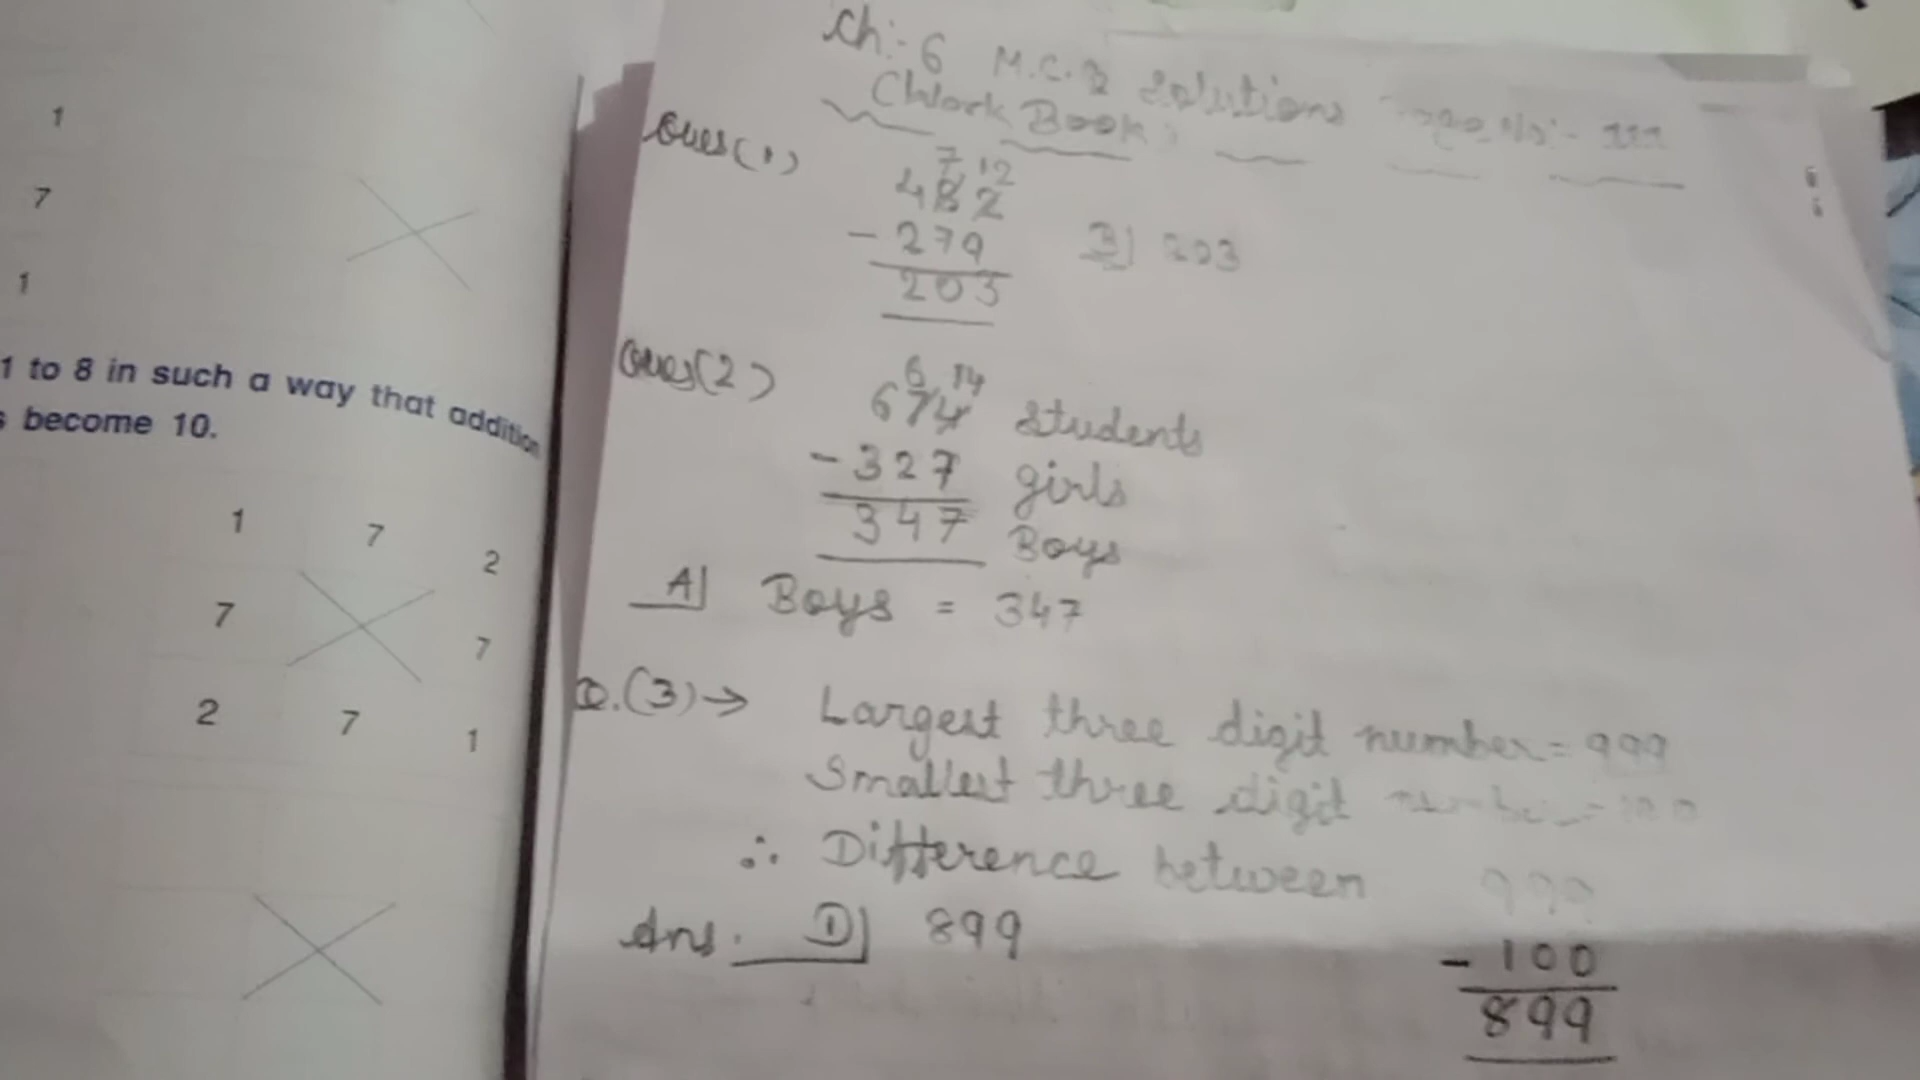 1
7
1
1 to 8 in such a way that addition
s become 10.
1 7 2
7 7
2 7 1
Ch:- 6 M.C.Q Solutions
Book
Ques(1)
7 12
482
- 279
203
B) 203
Ques(2)
6 14
674 Students
- 327 girls
347 Boys
A) Boys = 347
Q.(3)→ Largest three digit number = 999
Smallest three digit number = 100
∴ Difference between 999
Ans. D) 899
- 100
899